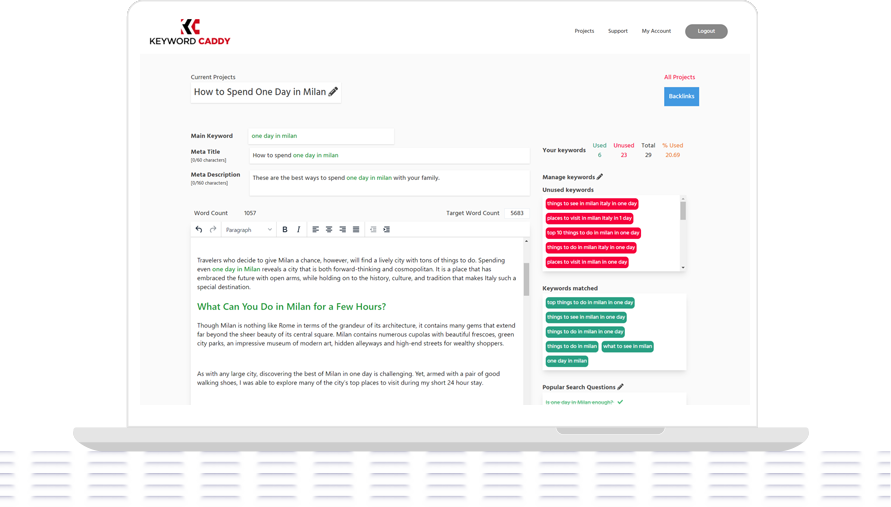 KEYWORD CADDY
Projects
Support
My Account
Logout
Current Projects
How to Spend One Day in Milan
All Projects
Backlinks
Main Keyword
one day in milan
Meta Title
[0/60 characters]
How to spend one day in milan
Meta Description
[0/160 characters]
These are the best ways to spend one day in milan with your family.
Your keywords
Used
6
Unused
23
Total
29
% Used
20.69
Manage keywords
Unused keywords
things to see in milan italy in one day
places to visit in milan italy in 1 day
top 10 things to do in milan in one day
things to do in milan italy in one day
places to visit in milan in one day
Keywords matched
top things to do in milan in one day
things to see in milan in one day
things to do in milan in one day
things to do in milan
what to see in milan
one day in milan
Popular Search Questions
Is one day in Milan enough?
Word Count 1057
Target Word Count 5683
Paragraph
B I
Travelers who decide to give Milan a chance, however, will find a lively city with tons of things to do. Spending
even one day in Milan reveals a city that is both forward-thinking and cosmopolitan. It is a place that has
embraced the future with open arms, while holding on to the history, culture, and tradition that makes Italy such a
special destination.
What Can You Do in Milan for a Few Hours?
Though Milan is nothing like Rome in terms of the grandeur of its architecture, it contains many gems that extend
far beyond the sheer beauty of its central square. Milan contains numerous cupolas with beautiful frescoes, green
city parks, an impressive museum of modern art, hidden alleyways and high-end streets for wealthy shoppers.
As with any large city, discovering the best of Milan in one day is challenging. Yet, armed with a pair of good
walking shoes, I was able to explore many of the city's top places to visit during my short 24 hour stay.